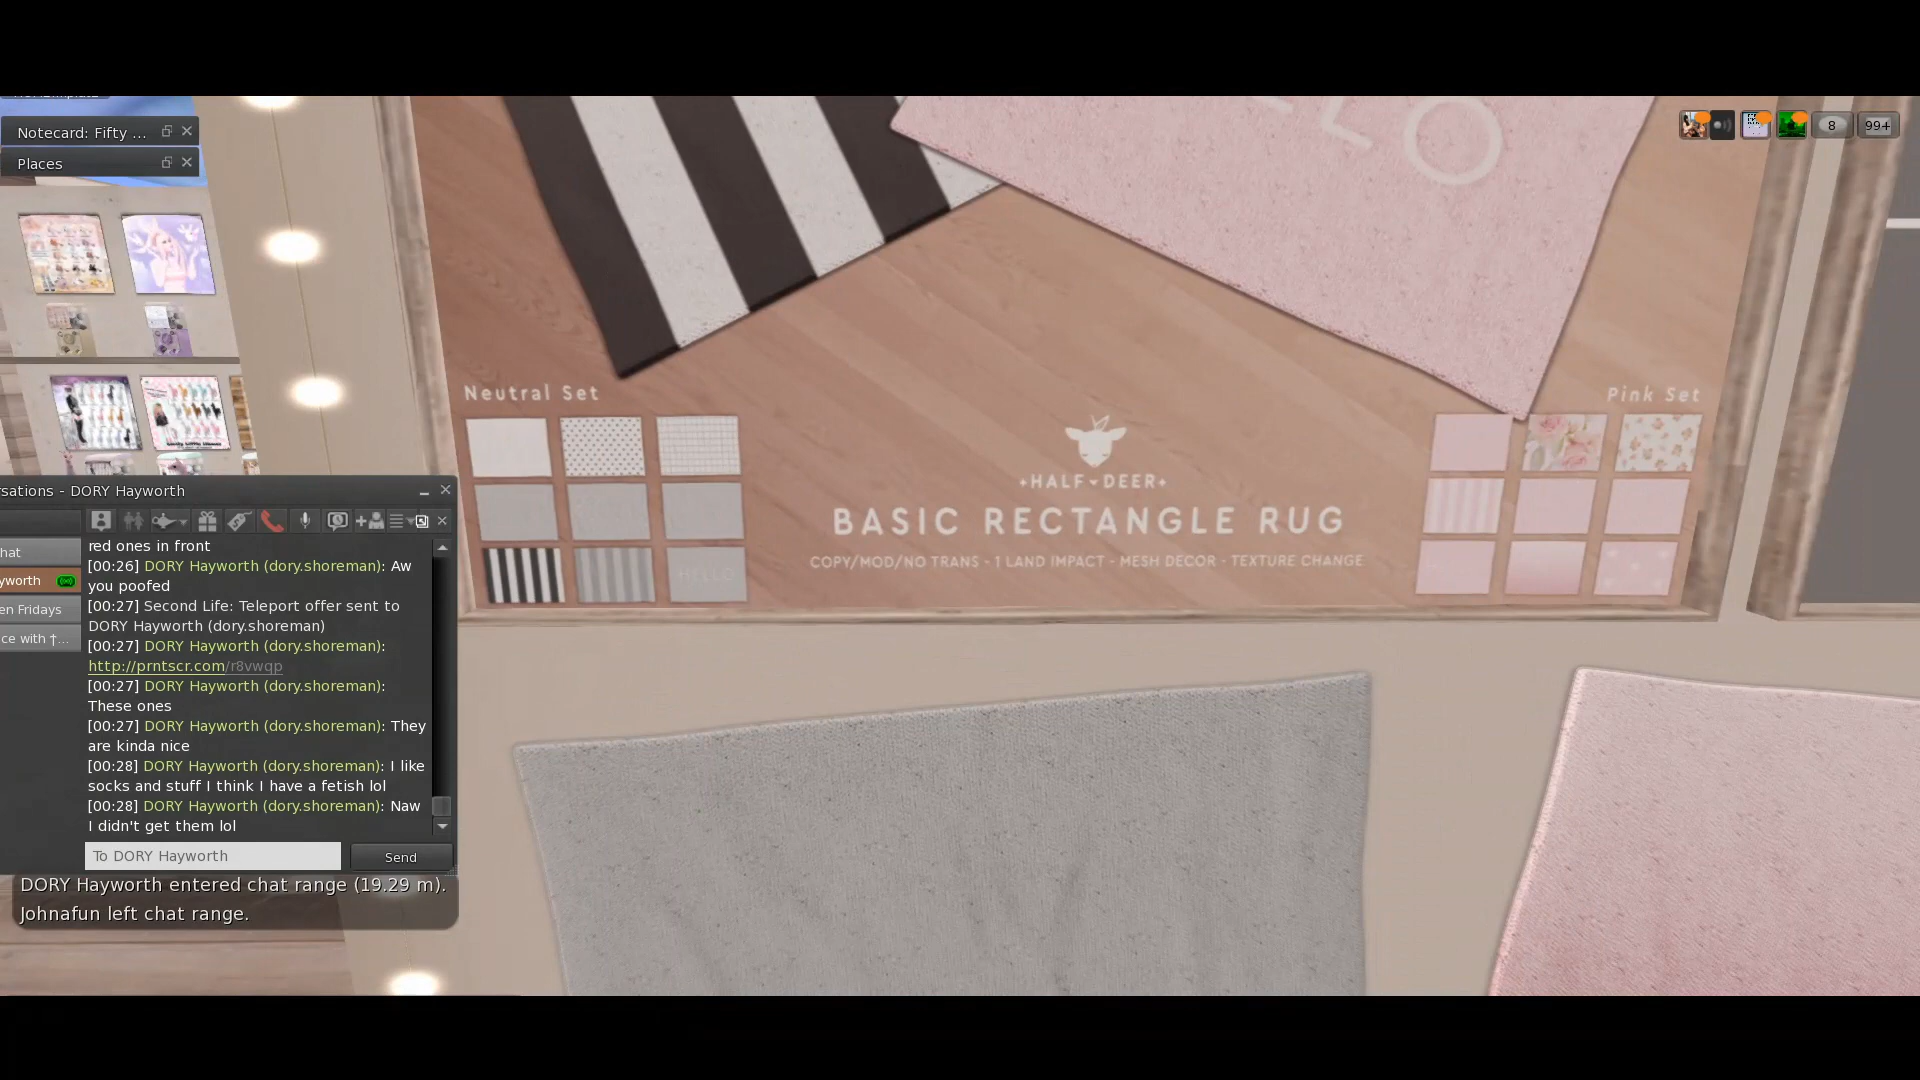 Notecard: Fifty ...
Places
8
99+
Neutral Set
Pink Set
HALF DEER
BASIC RECTANGLE RUG
COPY/MOD/NO TRANS - 1 LAND IMPACT - MESH DECOR - TEXTURE CHANGE
HELLO
rsations - DORY Hayworth
hat
yworth
en Fridays
ce with †...
red ones in front
[00:26] DORY Hayworth (dory.shoreman): Aw
you poofed
[00:27] Second Life: Teleport offer sent to
DORY Hayworth (dory.shoreman)
[00:27] DORY Hayworth (dory.shoreman):
http://prntscr.com/r8vwqp
[00:27] DORY Hayworth (dory.shoreman):
These ones
[00:27] DORY Hayworth (dory.shoreman): They
are kinda nice
[00:28] DORY Hayworth (dory.shoreman): I like
socks and stuff I think I have a fetish lol
[00:28] DORY Hayworth (dory.shoreman): Naw
I didn't get them lol
To DORY Hayworth
Send
DORY Hayworth entered chat range (19.29 m).
Johnafun left chat range.